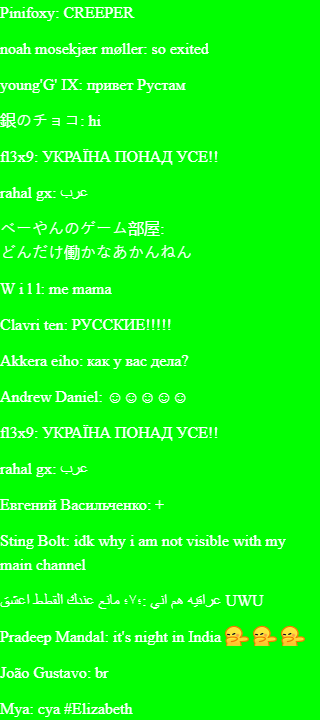 Pinifoxy: CREEPER
noah mosekjær møller: so exited
young'G' IX: привет Рустам
銀のチョコ: hi
fl3x9: УКРАЇНА ПОНАД УСЕ!!
rahal gx: عرب
べーやんのゲーム部屋:
どんだけ働かなあかんねん
W i 1 l: me mama
Clavri ten: РУССКИЕ!!!!!
Akkera eiho: как у вас дела?
Andrew Daniel: ☺☺☺☺☺
fl3x9: УКРАЇНА ПОНАД УСЕ!!
rahal gx: عرب
Евгений Васильченко: +
Sting Bolt: idk why i am not visible with my
main channel
عراقيه هم اني :؛٧؛ مانع عندك القطط اعشق UWU
Pradeep Mandal: it's night in India 🤧🤧🤧
João Gustavo: br
Mya: cya #Elizabeth